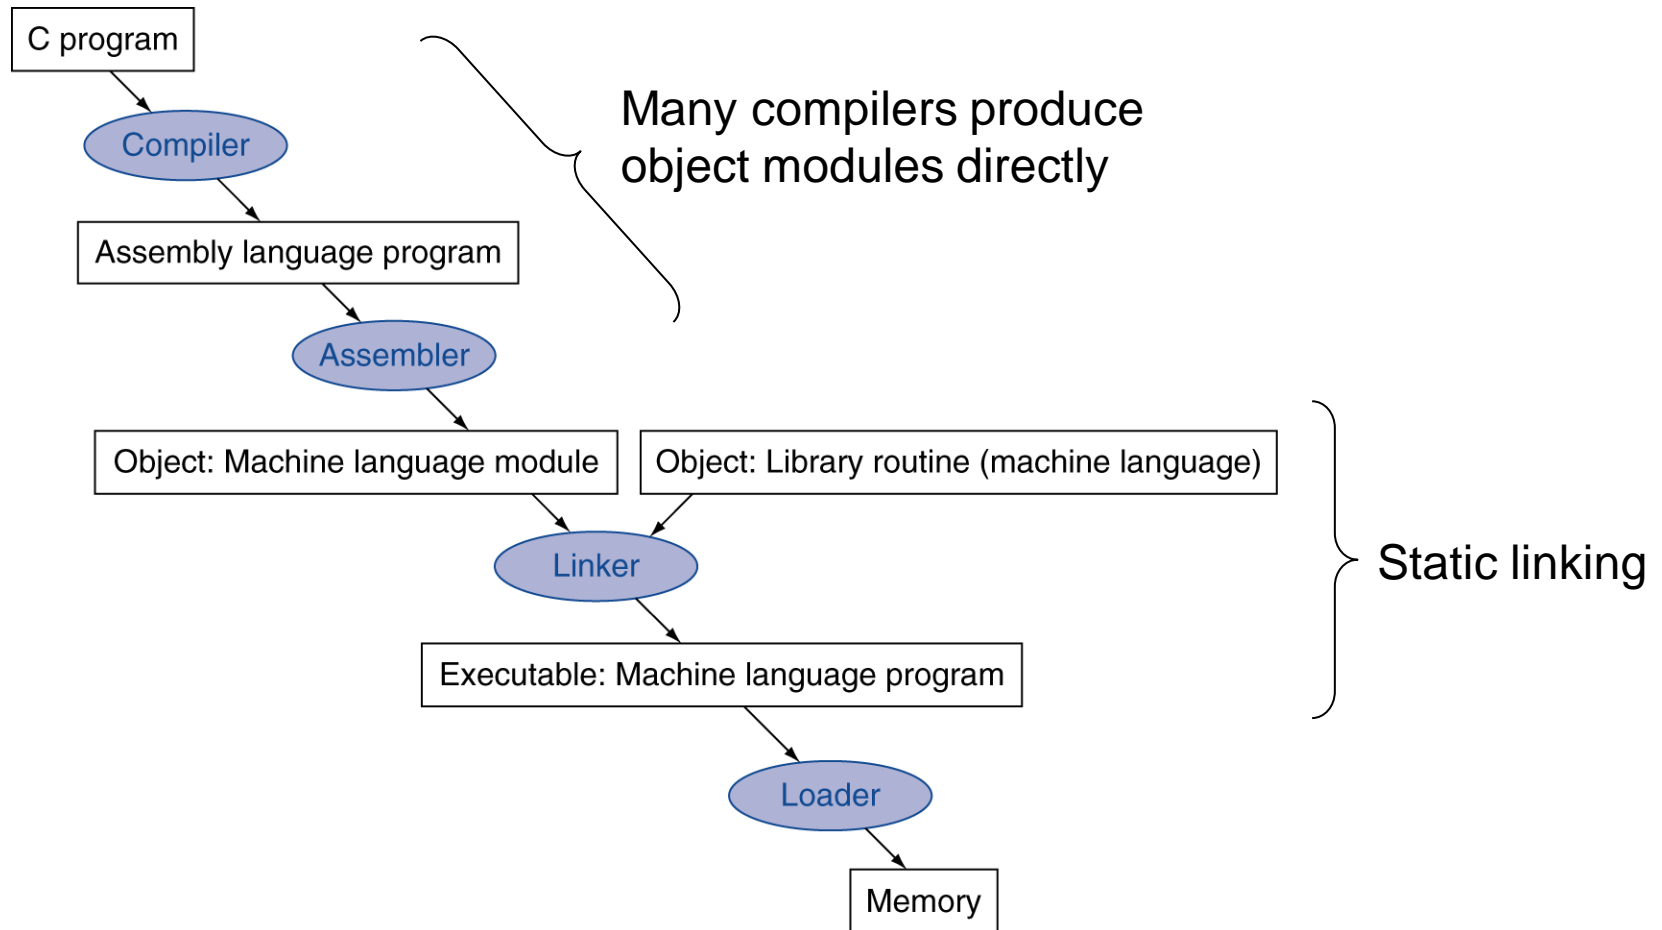 C program
Many compilers produce
object modules directly
Compiler
Assembly language program
Assembler
Object: Machine language module
Object: Library routine (machine language)
Linker
Static linking
Executable: Machine language program
Loader
Memory